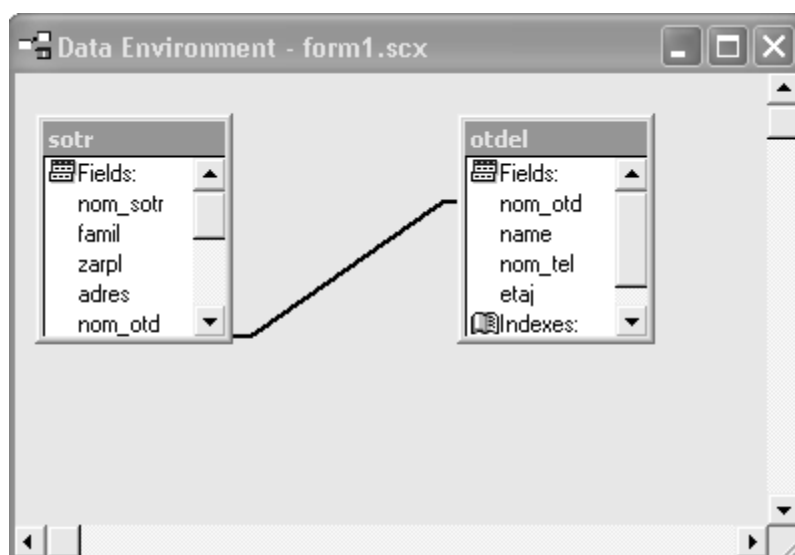 Data Environment - form1.scx
sotr
Fields:
nom_sotr
famil
zarpl
adres
nom_otd
otdel
Fields:
nom_otd
name
nom_tel
etaj
Indexes: